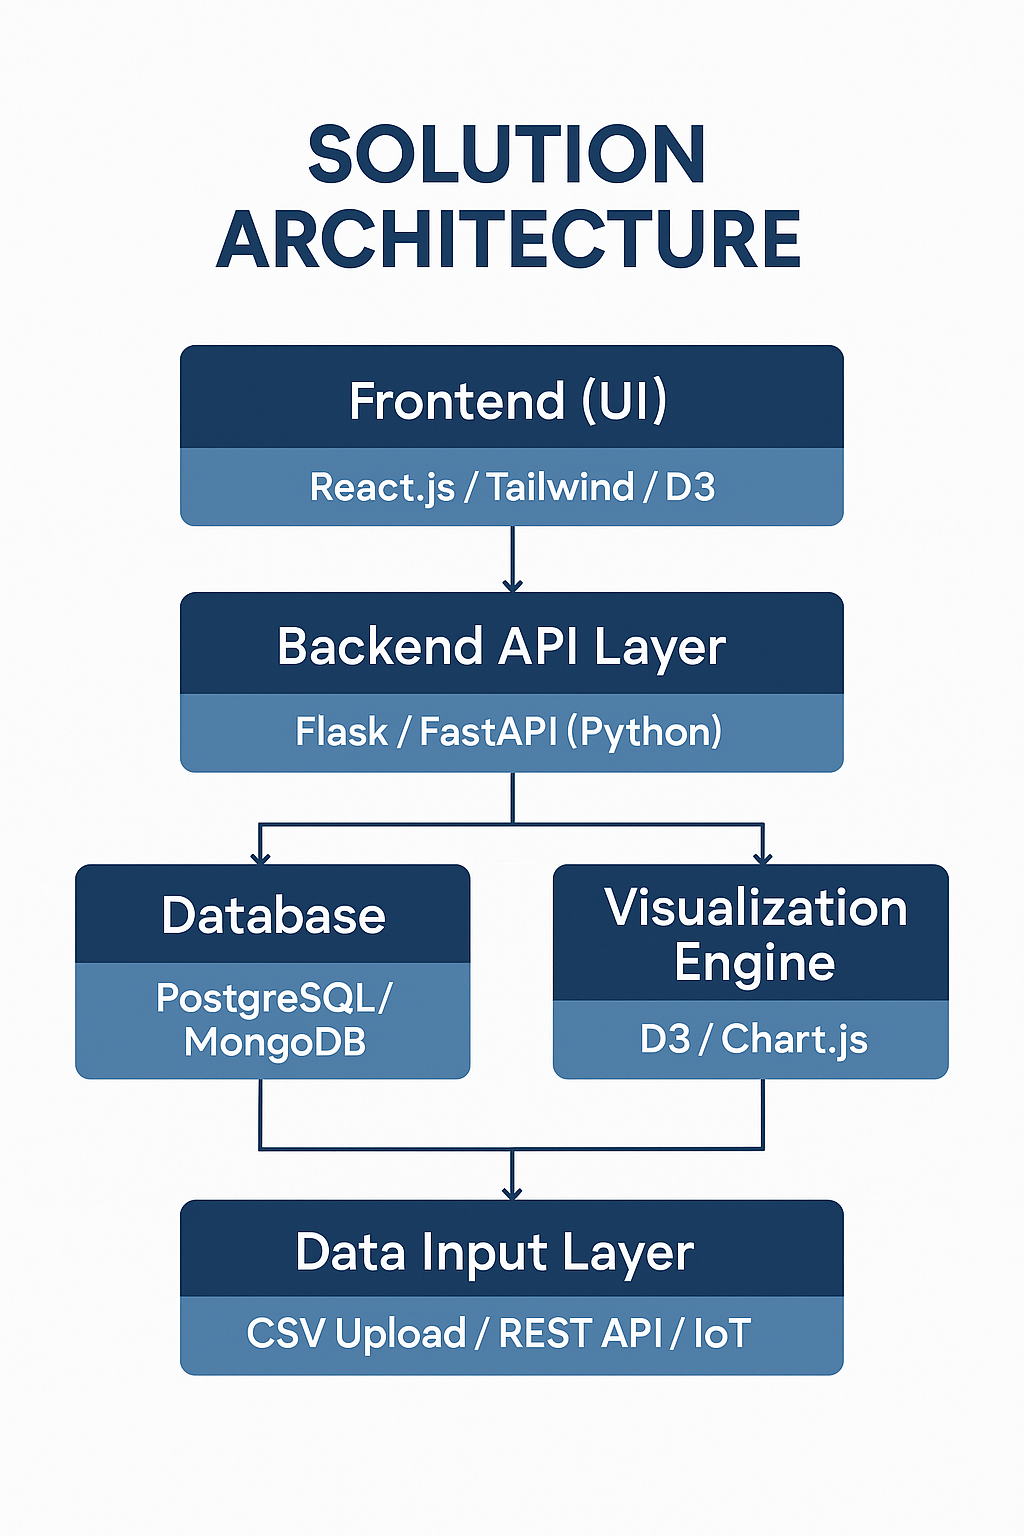 SOLUTION
ARCHITECTURE
Frontend (UI)
React.js / Tailwind / D3
Backend API Layer
Flask / FastAPI (Python)
Database
PostgreSQL/
MongoDB
Visualization
Engine
D3 / Chart.js
Data Input Layer
CSV Upload / REST API / IoT